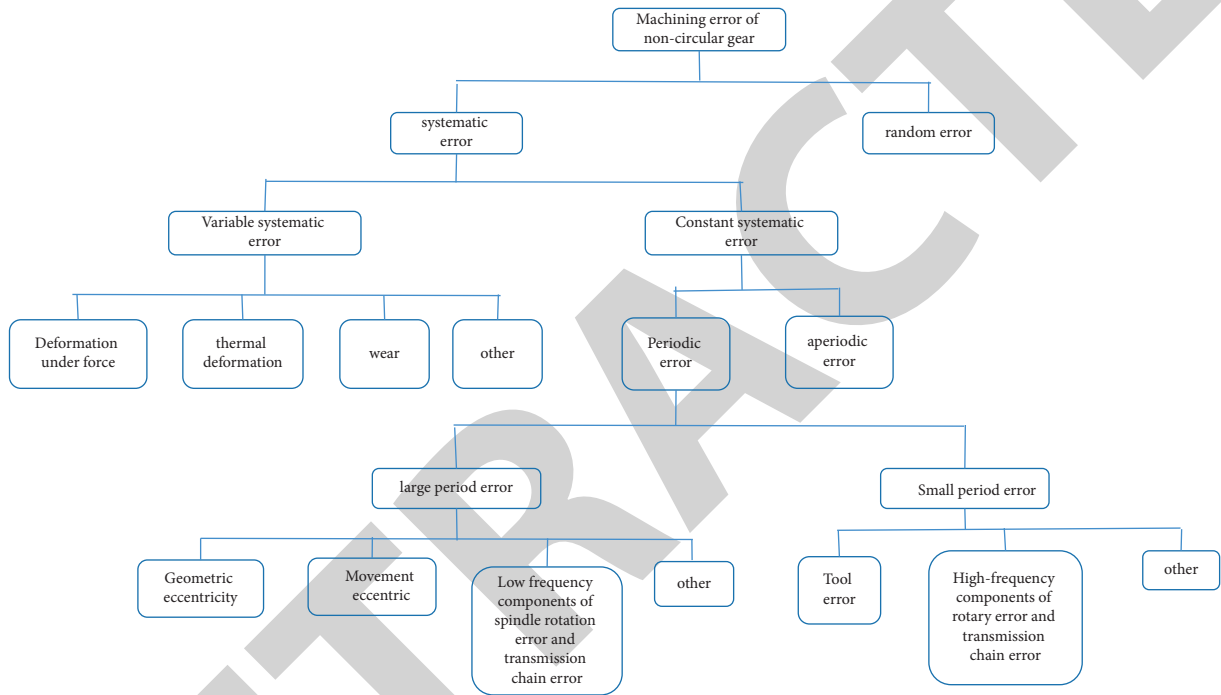 Machining error of
non-circular gear
systematic
error
random error
Variable systematic
error
Constant systematic
error
Deformation
under force
thermal
deformation
wear
other
Periodic
error
aperiodic
error
large period error
Small period error
Geometric
eccentricity
Movement
eccentric
Low frequency
components of
spindle rotation
error and
transmission
chain error
other
Tool
error
High-frequency
components of
rotary error and
transmission
chain error
other
TRACTE